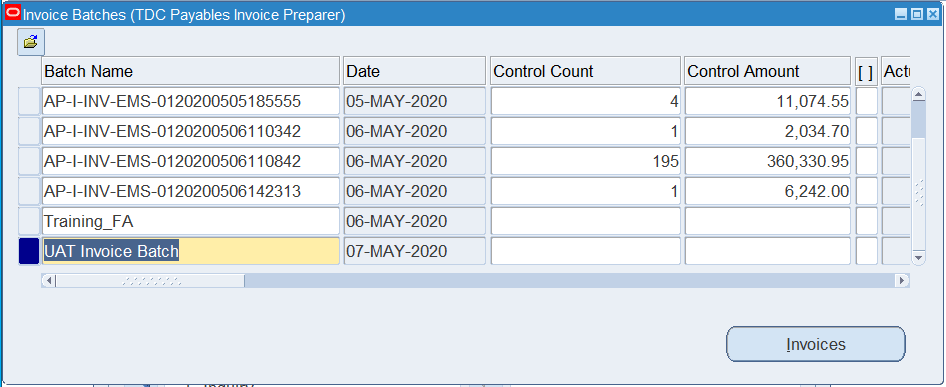 Invoice Batches (TDC Payables Invoice Preparer)
Batch Name Date Control Count Control Amount [ ] Actu
AP-I-INV-EMS-0120200505185555 05-MAY-2020 4 11,074.55
AP-I-INV-EMS-0120200506110342 06-MAY-2020 1 2,034.70
AP-I-INV-EMS-0120200506110842 06-MAY-2020 195 360,330.95
AP-I-INV-EMS-0120200506142313 06-MAY-2020 1 6,242.00
Training_FA 06-MAY-2020
UAT Invoice Batch 07-MAY-2020
Invoices